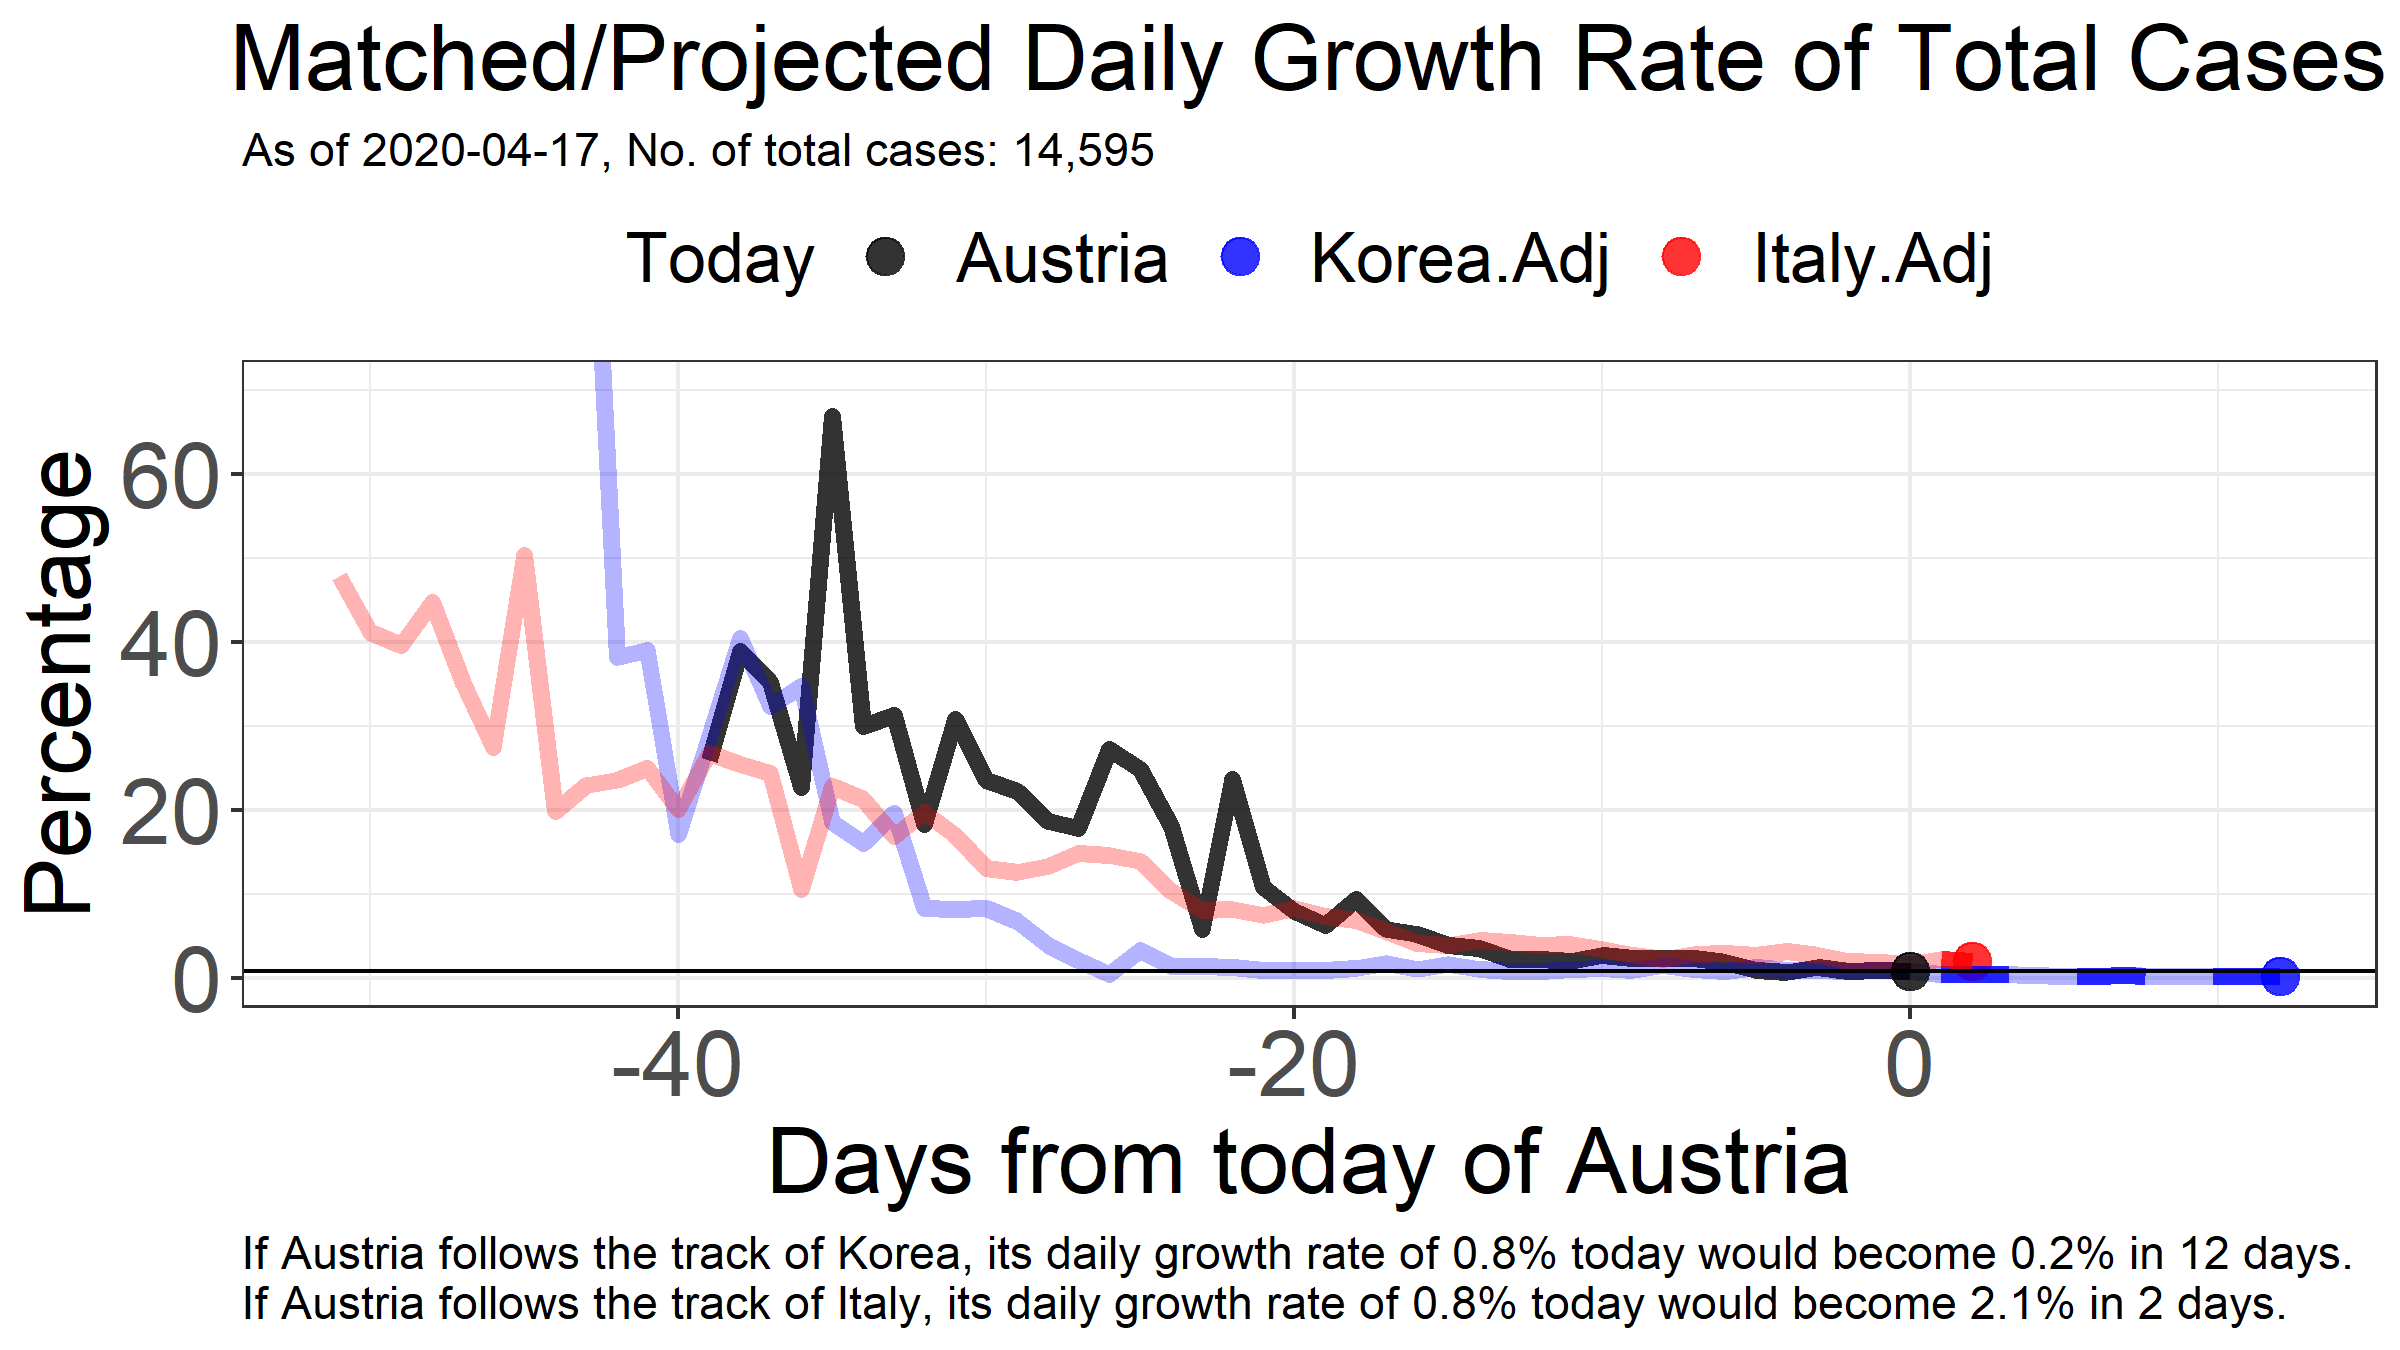 Matched/Projected Daily Growth Rate of Total Cases
As of 2020-04-17, No. of total cases: 14,595
Today Austria Korea.Adj Italy.Adj
Percentage
60
40
20
0
-40 -20 0
Days from today of Austria
If Austria follows the track of Korea, its daily growth rate of 0.8% today would become 0.2% in 12 days.
If Austria follows the track of Italy, its daily growth rate of 0.8% today would become 2.1% in 2 days.